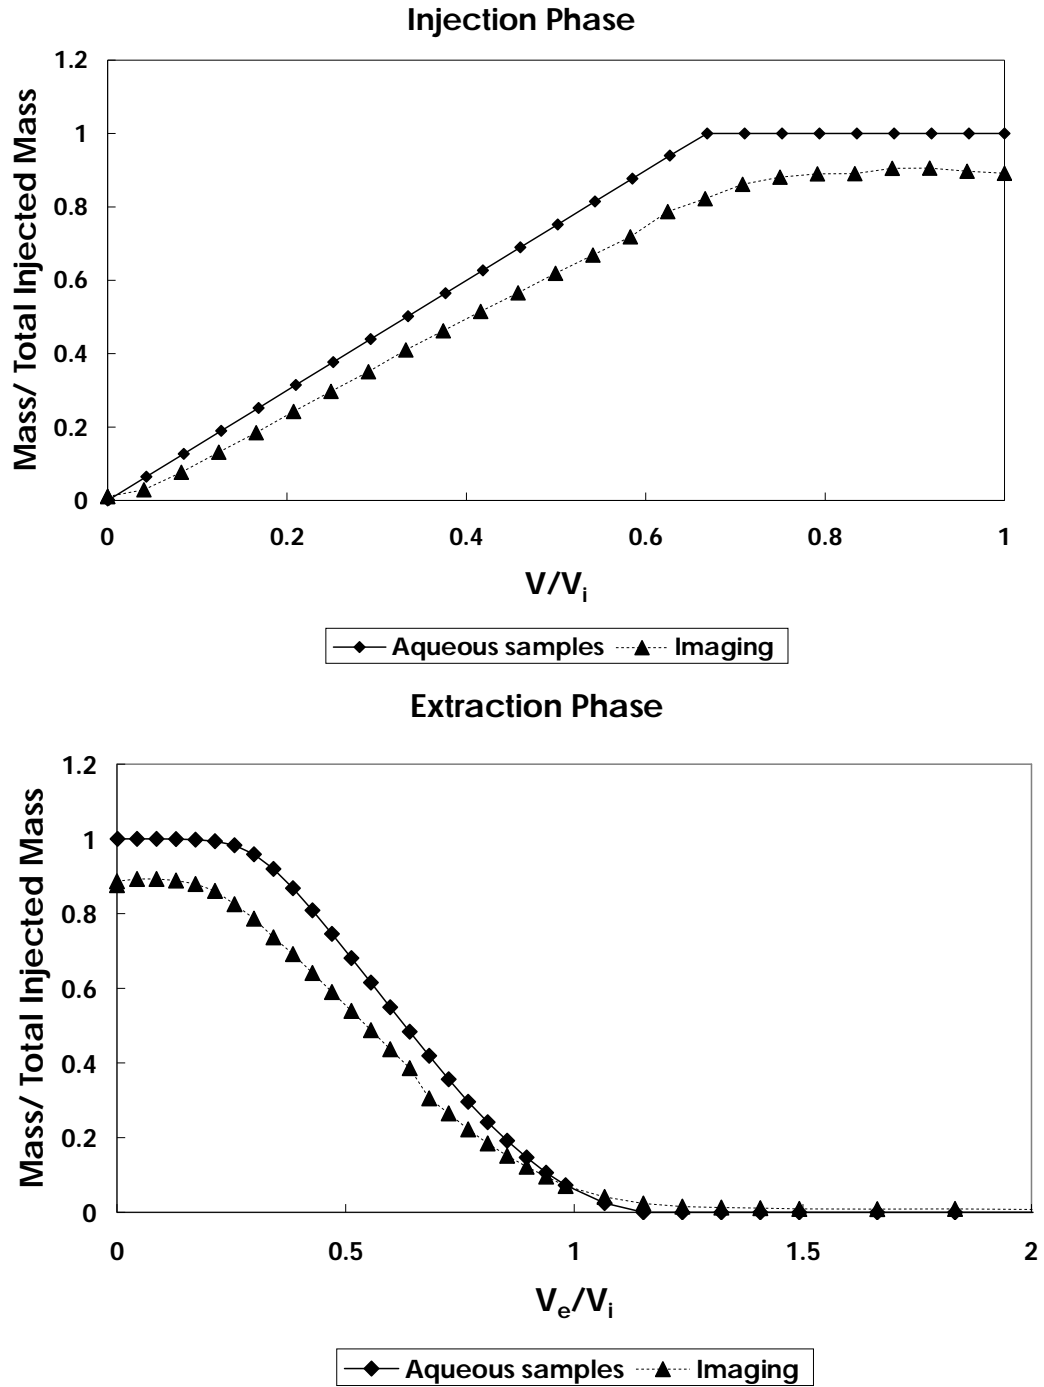 Injection Phase
1.2
1
0.8
0.6
0.4
0.2
0
Mass/ Total Injected Mass
0 0.2 0.4 0.6 0.8 1
V/Vi
Aqueous samples Imaging
Extraction Phase
1.2
1
0.8
0.6
0.4
0.2
0
Mass/ Total Injected Mass
0 0.5 1 1.5 2
Ve/Vi
Aqueous samples Imaging